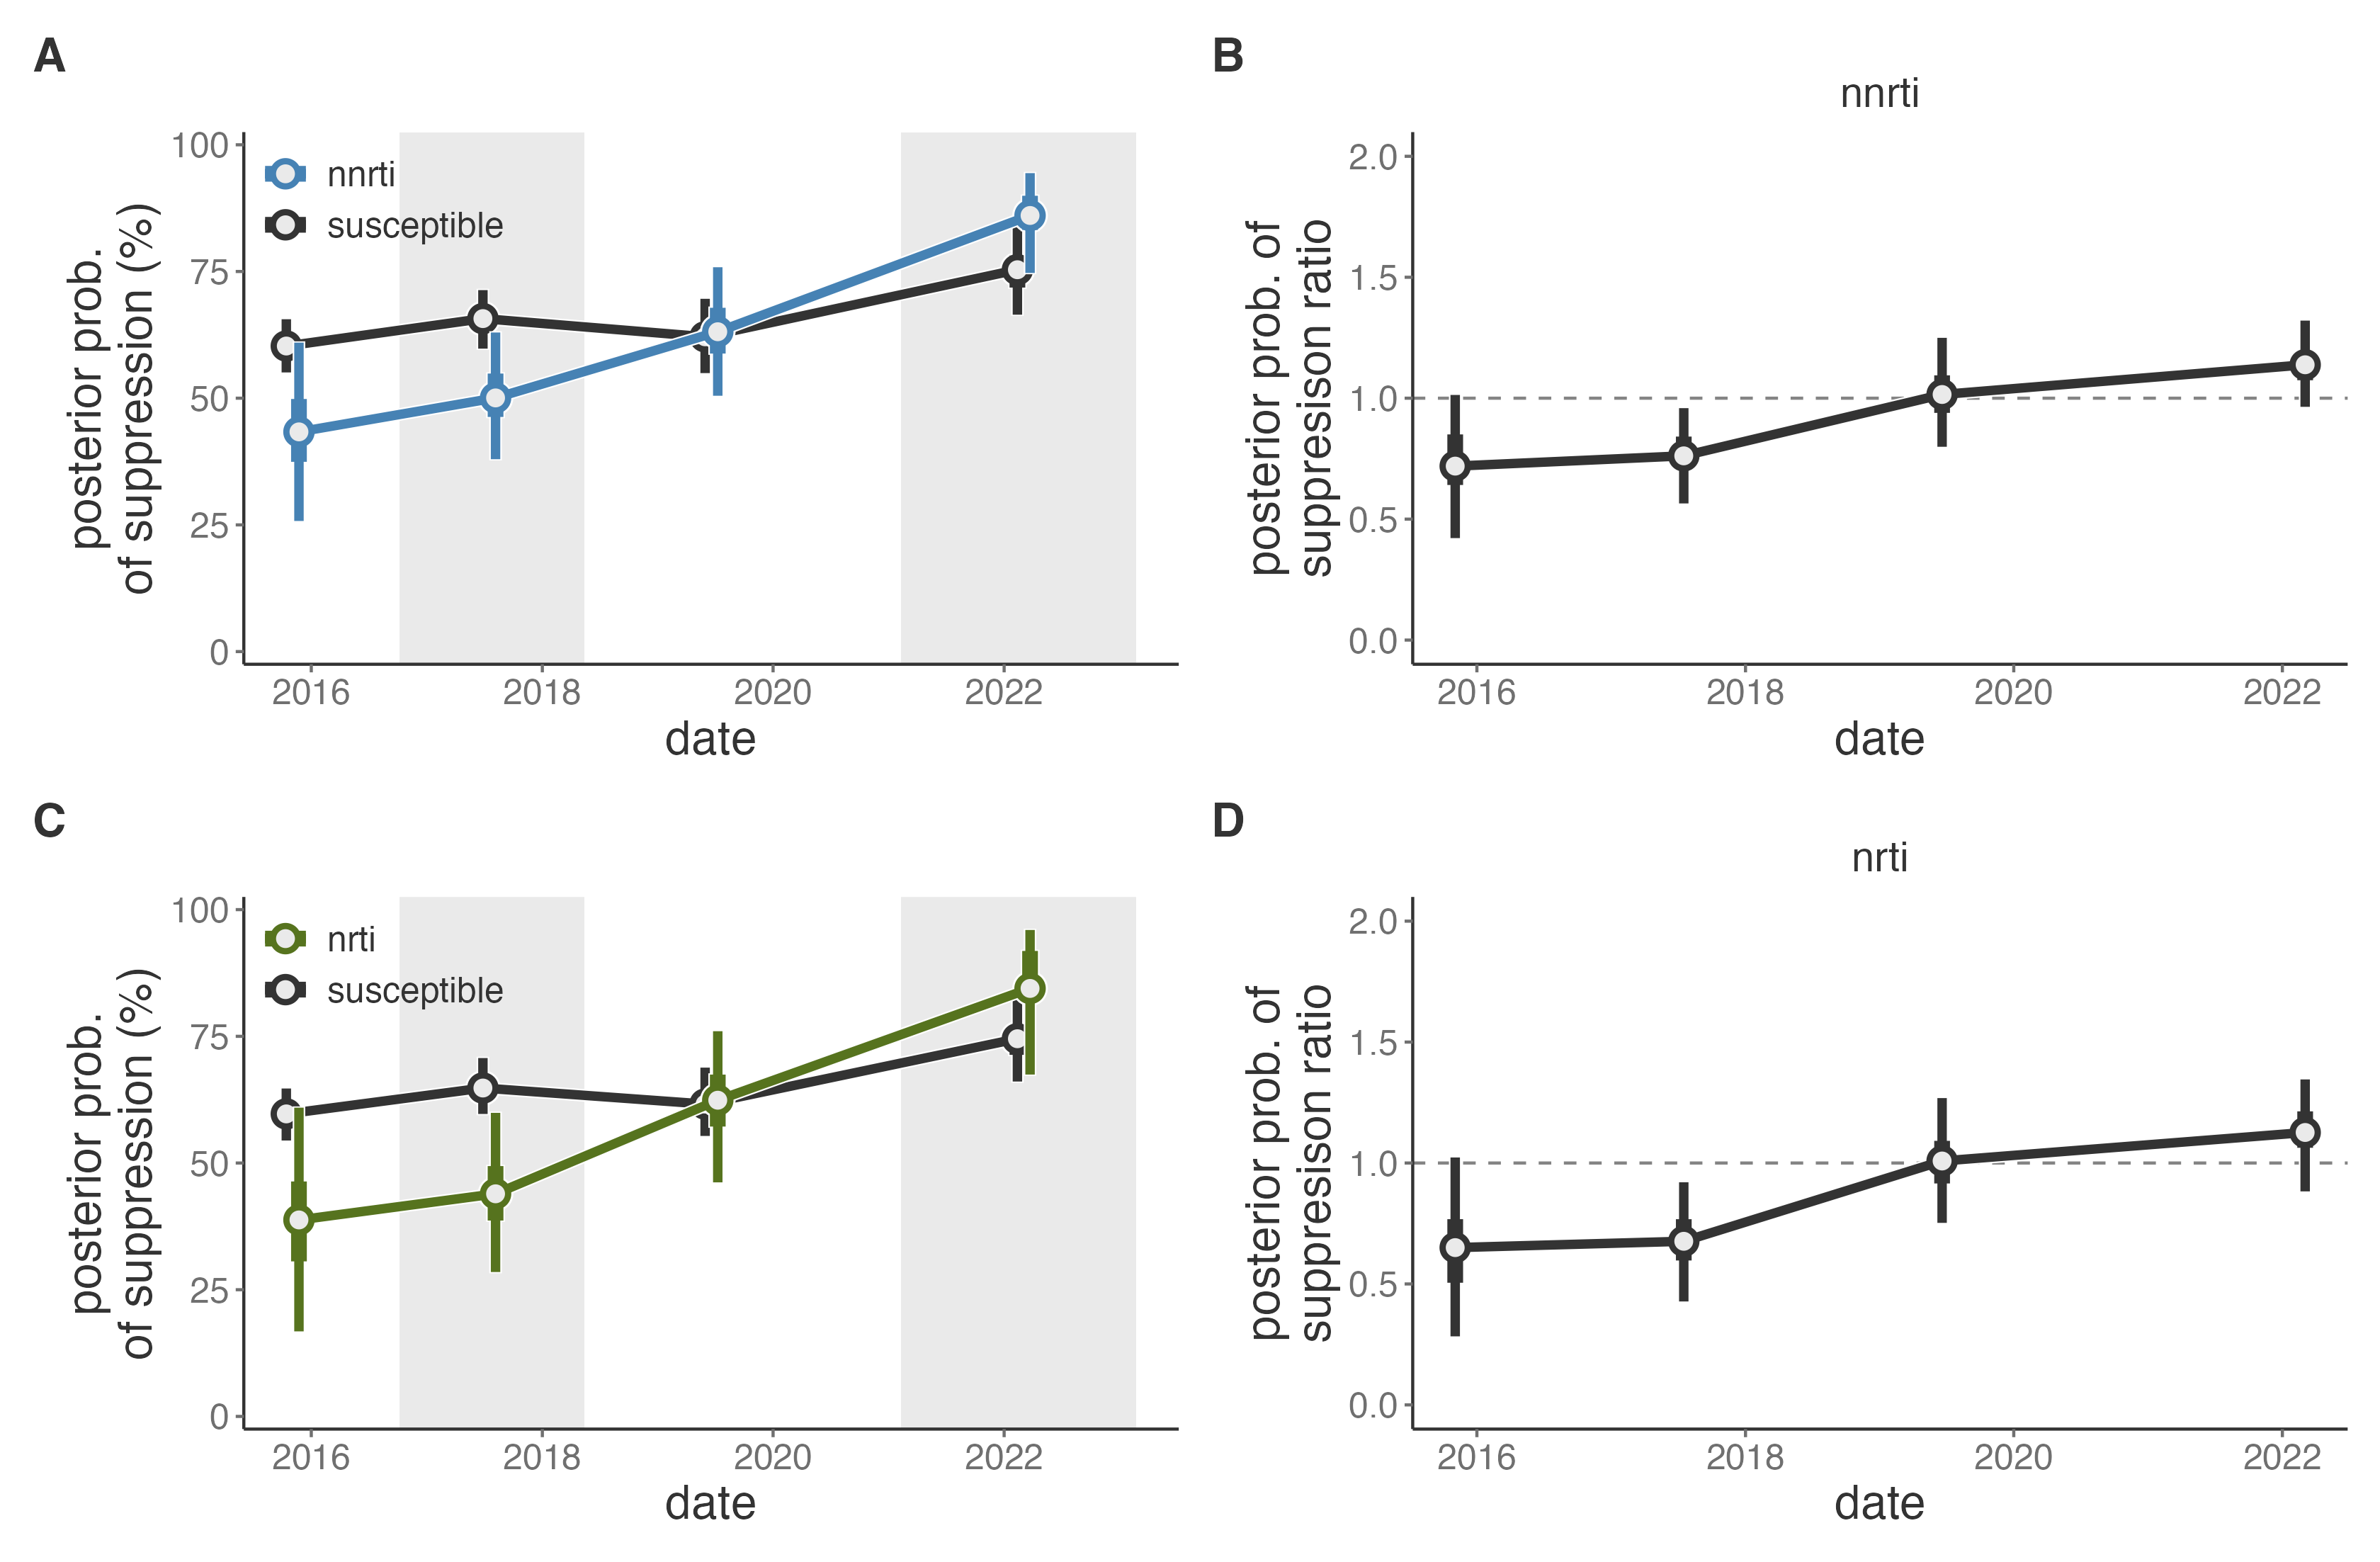 A
posterior prob.
of suppression (%)
100
75
50
25
0
nnrti
susceptible
2016 2018 2020 2022
date
B
nnrti
posterior prob. of
suppresison ratio
2.0
1.5
1.0
0.5
0.0
2016 2018 2020 2022
date
C
posterior prob.
of suppression (%)
100
75
50
25
0
nrti
susceptible
2016 2018 2020 2022
date
D
nrti
posterior prob. of
suppresison ratio
2.0
1.5
1.0
0.5
0.0
2016 2018 2020 2022
date